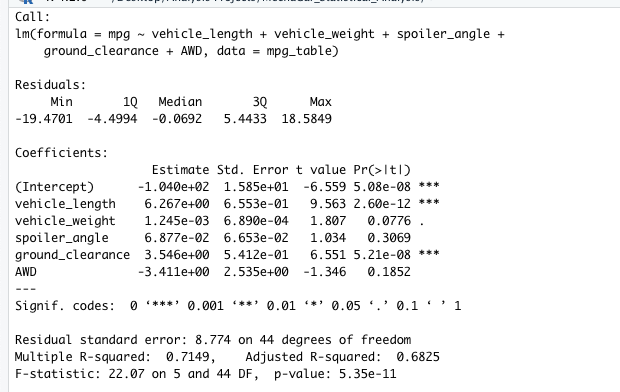 /Desktop/Analysis Projects/MechaCar_Statistical_Analysis/
Call:
lm(formula = mpg ~ vehicle_length + vehicle_weight + spoiler_angle +
    ground_clearance + AWD, data = mpg_table)
Residuals:
     Min       1Q   Median       3Q      Max
-19.4701  -4.4994  -0.0692   5.4433  18.5849
Coefficients:
                   Estimate Std. Error t value Pr(>|t|)
(Intercept)      -1.040e+02  1.585e+01  -6.559 5.08e-08 ***
vehicle_length    6.267e+00  6.553e-01   9.563 2.60e-12 ***
vehicle_weight    1.245e-03  6.890e-04   1.807   0.0776 .
spoiler_angle     6.877e-02  6.653e-02   1.034   0.3069
ground_clearance  3.546e+00  5.412e-01   6.551 5.21e-08 ***
AWD              -3.411e+00  2.535e+00  -1.346   0.1852
---
Signif. codes:  0 ‘***’ 0.001 ‘**’ 0.01 ‘*’ 0.05 ‘.’ 0.1 ‘ ’ 1
Residual standard error: 8.774 on 44 degrees of freedom
Multiple R-squared:  0.7149,    Adjusted R-squared:  0.6825
F-statistic: 22.07 on 5 and 44 DF,  p-value: 5.35e-11